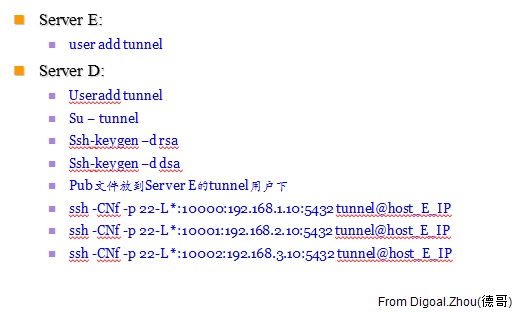 Server E:
user add tunnel
Server D:
Useradd tunnel
Su – tunnel
Ssh-keygen –d rsa
Ssh-keygen –d dsa
Pub文件放到Server E的tunnel用户下
ssh -CNf -p 22-L *:10000:192.168.1.10:5432 tunnel@host_E_IP
ssh -CNf -p 22-L *:10001:192.168.2.10:5432 tunnel@host_E_IP
ssh -CNf -p 22-L *:10002:192.168.3.10:5432 tunnel@host_E_IP
From Digoal.Zhou(德哥)